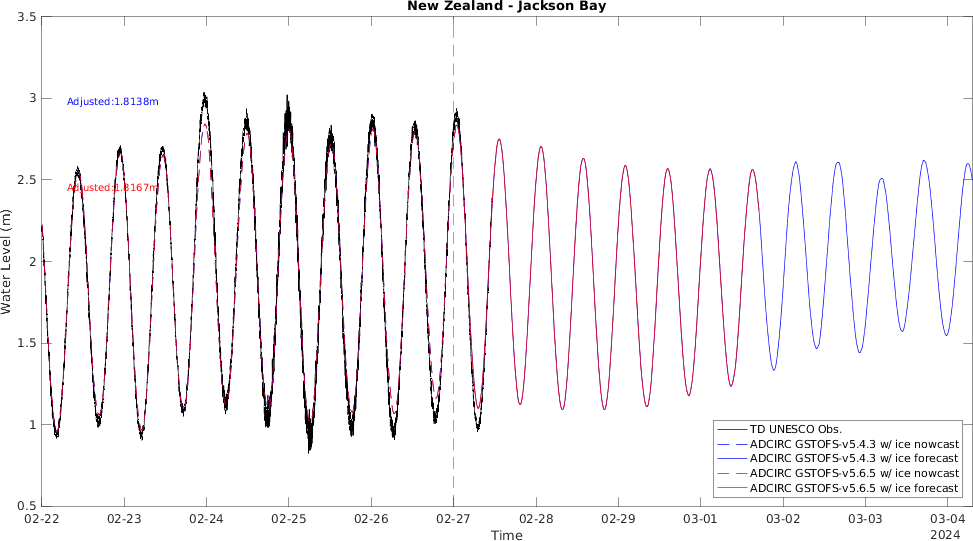 New Zealand - Jackson Bay
3.5
3
2.5
2
1.5
1
0.5
Water Level (m)
Adjusted:1.8138m
Adjusted:1.8167m
TD UNESCO Obs.
ADCIRC GSTOFS-v5.4.3 w/ ice nowcast
ADCIRC GSTOFS-v5.4.3 w/ ice forecast
ADCIRC GSTOFS-v5.6.5 w/ ice nowcast
ADCIRC GSTOFS-v5.6.5 w/ ice forecast
02-22 02-23 02-24 02-25 02-26 02-27 02-28 02-29 03-01 03-02 03-03 03-04
Time
2024